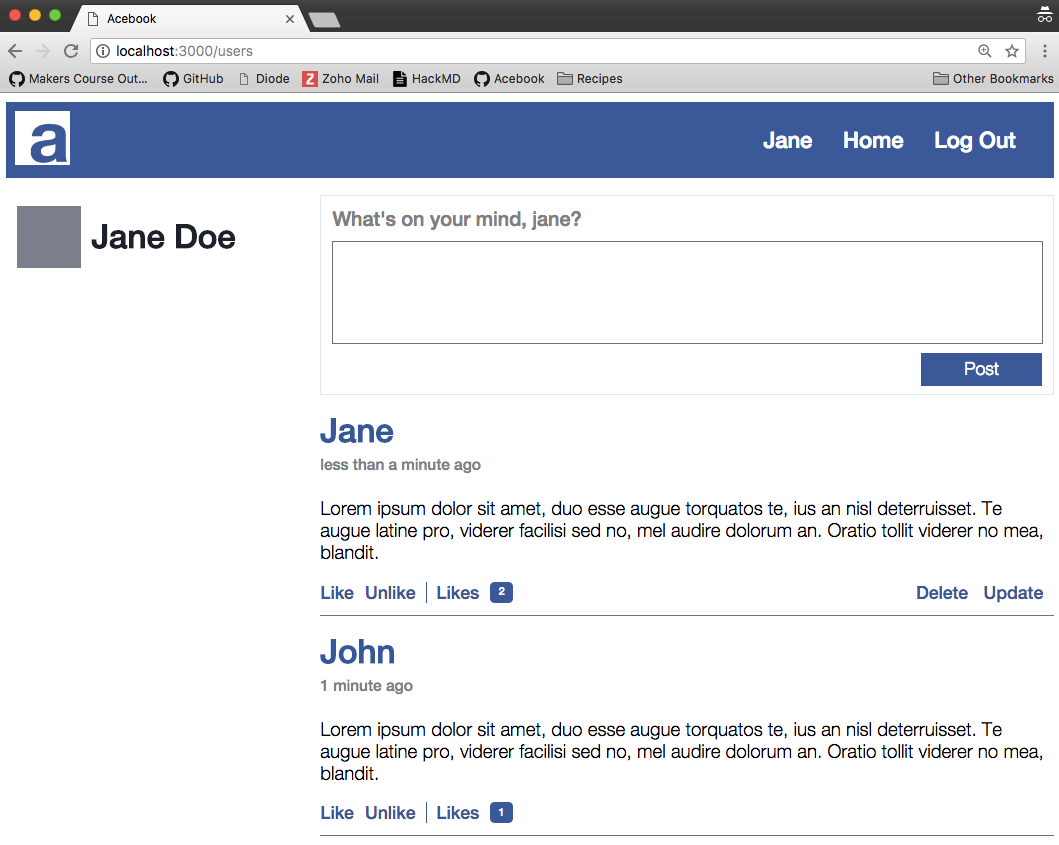 Acebook
localhost:3000/users
Makers Course Out... GitHub Diode Z Zoho Mail HackMD Acebook Recipes Other Bookmarks
a Jane Home Log Out
Jane Doe
What's on your mind, jane?
Post
Jane
less than a minute ago
Lorem ipsum dolor sit amet, duo esse augue torquatos te, ius an nisl deterruisset. Te
augue latine pro, viderer facilisi sed no, mel audire dolorum an. Oratio tollit viderer no mea,
blandit.
Like Unlike Likes 2 Delete Update
John
1 minute ago
Lorem ipsum dolor sit amet, duo esse augue torquatos te, ius an nisl deterruisset. Te
augue latine pro, viderer facilisi sed no, mel audire dolorum an. Oratio tollit viderer no mea,
blandit.
Like Unlike Likes 1